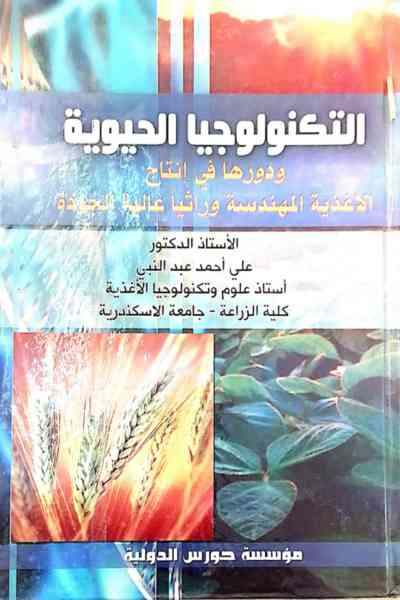 التكنولوجيا الحيوية
ودورها في إنتاج
الأغذية المهندسة وراثياً عالية الجودة
الأستاذ الدكتور
علي أحمد عبد النبي
أستاذ علوم وتكنولوجيا الأغذية
كلية الزراعة - جامعة الاسكندرية
مؤسسة حورس الدولية